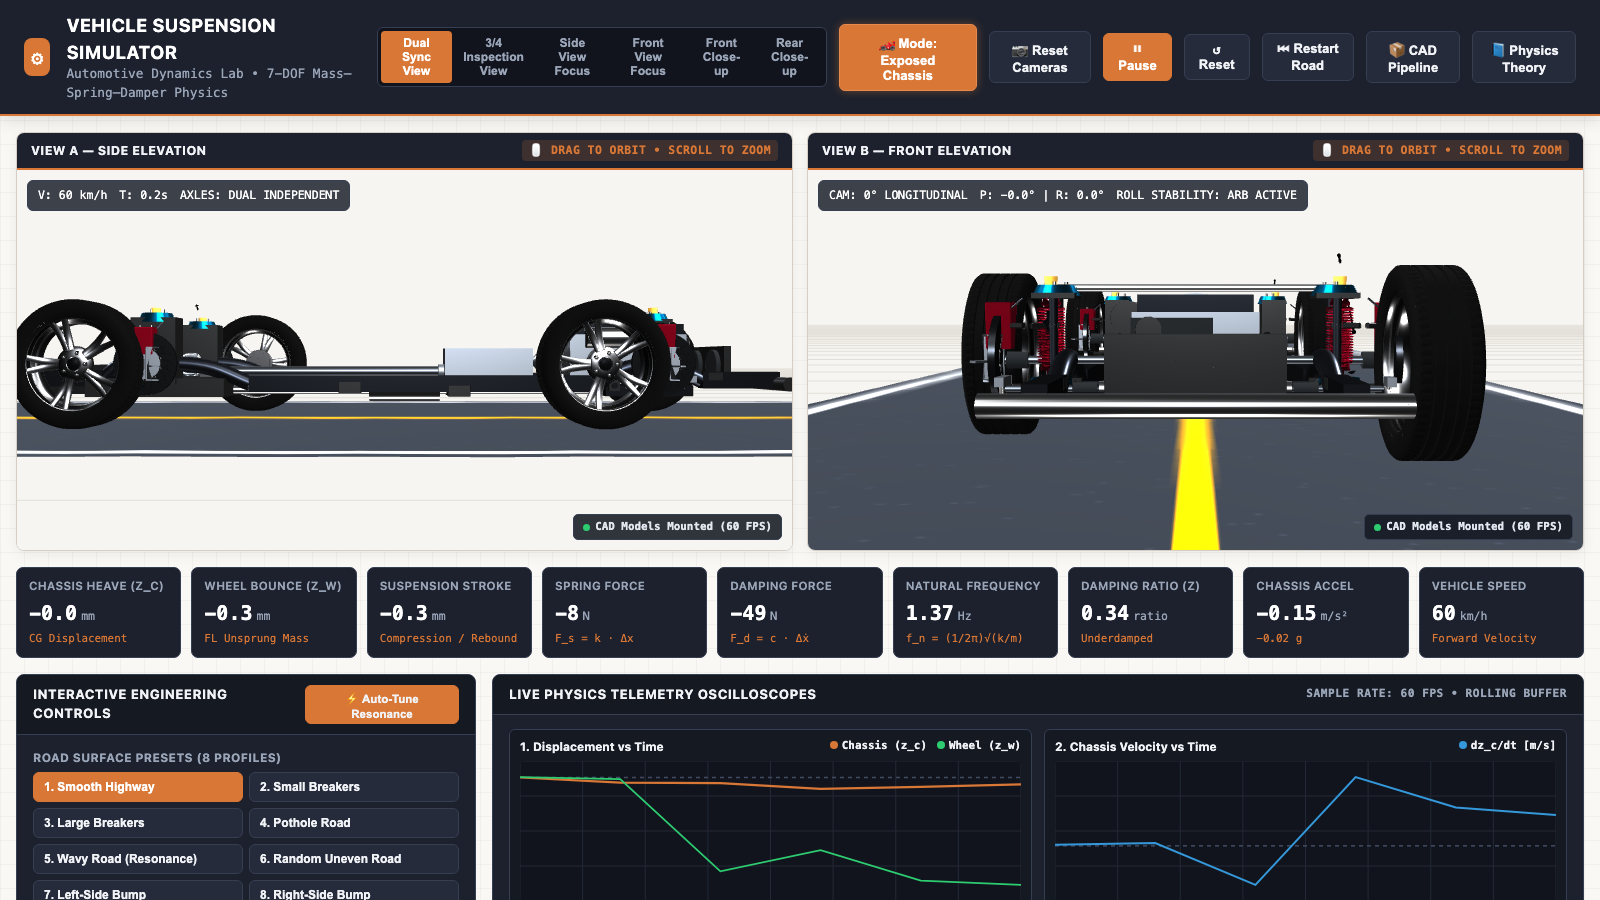 VEHICLE SUSPENSION
SIMULATOR
Automotive Dynamics Lab • 7-DOF Mass–
Spring–Damper Physics
Dual
Sync
View
3/4
Inspection
View
Side
View
Focus
Front
View
Focus
Front
Close-
up
Rear
Close-
up
Mode:
Exposed
Chassis
Reset
Cameras
Pause
Reset
Restart
Road
CAD
Pipeline
Physics
Theory
VIEW A — SIDE ELEVATION
DRAG TO ORBIT • SCROLL TO ZOOM
V: 60 km/h T: 0.2s AXLES: DUAL INDEPENDENT
CAD Models Mounted (60 FPS)
VIEW B — FRONT ELEVATION
DRAG TO ORBIT • SCROLL TO ZOOM
CAM: 0° LONGITUDINAL P: −0.0° | R: 0.0° ROLL STABILITY: ARB ACTIVE
CAD Models Mounted (60 FPS)
CHASSIS HEAVE (Z_C)
−0.0 mm
CG Displacement
WHEEL BOUNCE (Z_W)
−0.3 mm
FL Unsprung Mass
SUSPENSION STROKE
−0.3 mm
Compression / Rebound
SPRING FORCE
−8 N
F_s = k · Δx
DAMPING FORCE
−49 N
F_d = c · Δẋ
NATURAL FREQUENCY
1.37 Hz
f_n = (1/2π)√(k/m)
DAMPING RATIO (Ζ)
0.34 ratio
Underdamped
CHASSIS ACCEL
−0.15 m/s²
−0.02 g
VEHICLE SPEED
60 km/h
Forward Velocity
INTERACTIVE ENGINEERING
CONTROLS
⚡ Auto-Tune
Resonance
ROAD SURFACE PRESETS (8 PROFILES)
1. Smooth Highway
2. Small Breakers
3. Large Breakers
4. Pothole Road
5. Wavy Road (Resonance)
6. Random Uneven Road
7. Left-Side Bump
8. Right-Side Bump
LIVE PHYSICS TELEMETRY OSCILLOSCOPES
SAMPLE RATE: 60 FPS • ROLLING BUFFER
1. Displacement vs Time
Chassis (z_c)
Wheel (z_w)
2. Chassis Velocity vs Time
dz_c/dt [m/s]